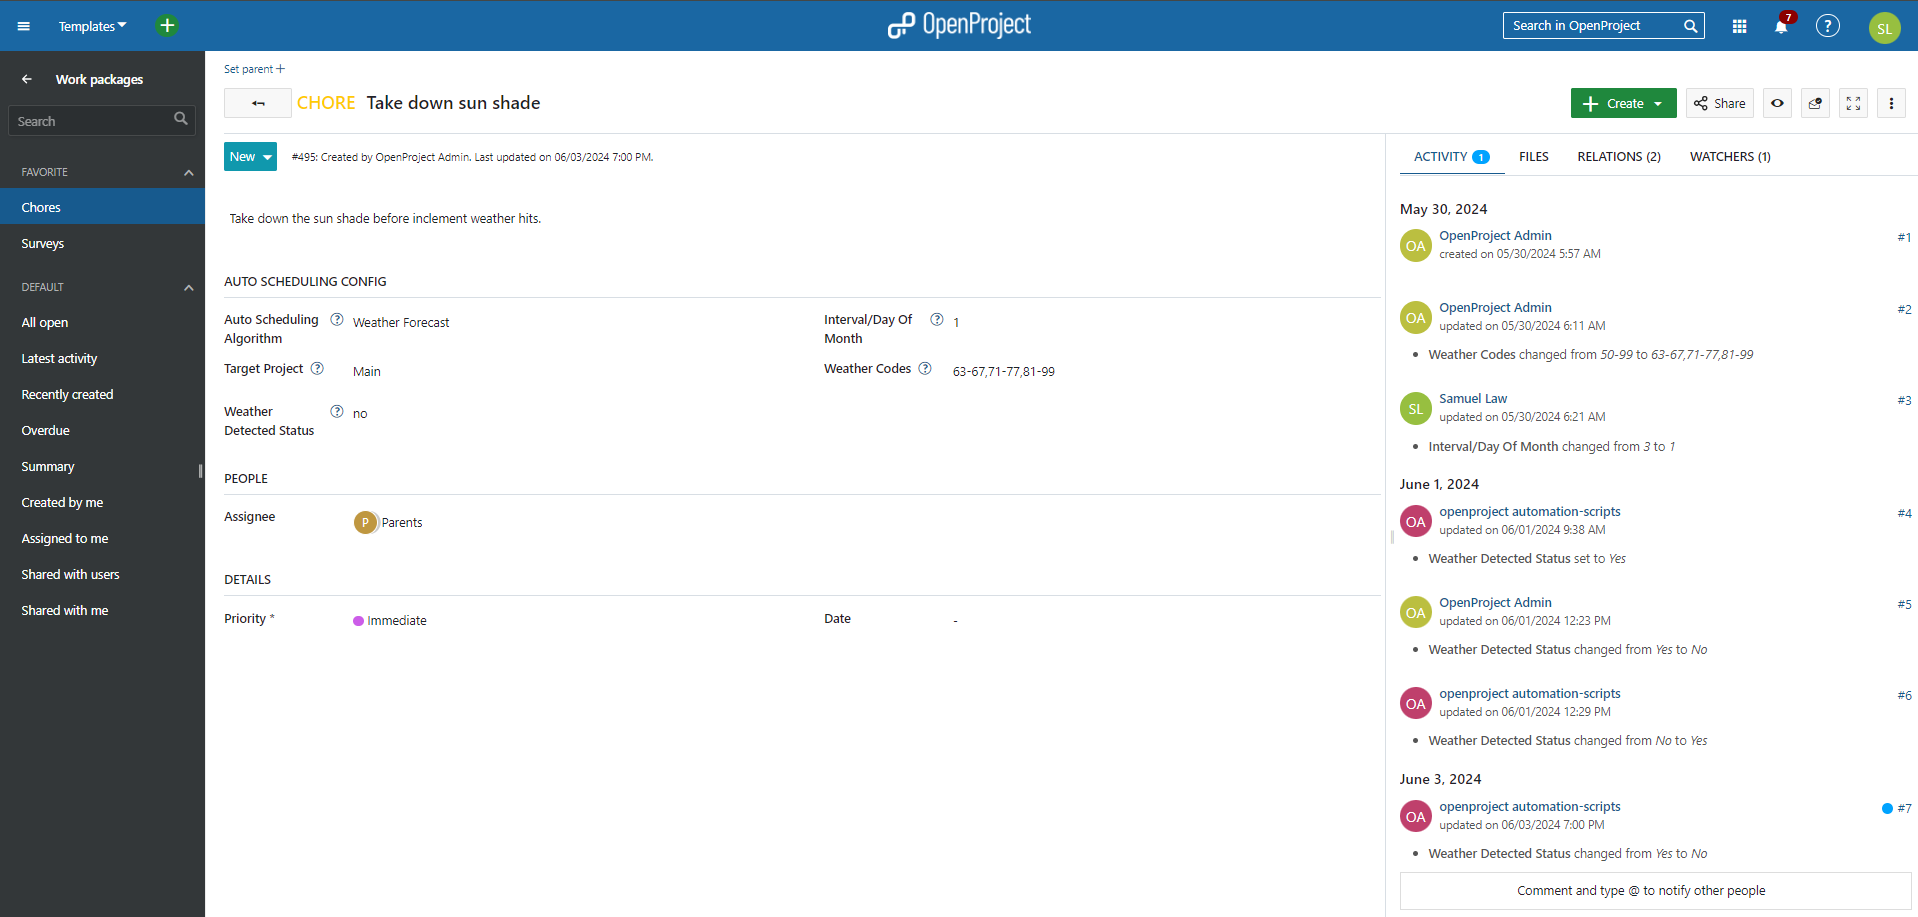 Templates
OpenProject
Search in OpenProject
7
?
SL
Work packages
Search
FAVORITE
Chores
Surveys
DEFAULT
All open
Latest activity
Recently created
Overdue
Summary
Created by me
Assigned to me
Shared with users
Shared with me
Set parent +
CHORE Take down sun shade
Create
Share
New
#495: Created by OpenProject Admin. Last updated on 06/03/2024 7:00 PM.
Take down the sun shade before inclement weather hits.
AUTO SCHEDULING CONFIG
Auto Scheduling
Algorithm
? Weather Forecast
Interval/Day Of
Month
? 1
Target Project ? Main
Weather Codes ? 63-67,71-77,81-99
Weather
Detected Status
? no
PEOPLE
Assignee
P Parents
DETAILS
Priority *
Immediate
Date
-
ACTIVITY 1
FILES
RELATIONS (2)
WATCHERS (1)
May 30, 2024
OA OpenProject Admin #1
created on 05/30/2024 5:57 AM
OA OpenProject Admin #2
updated on 05/30/2024 6:11 AM
• Weather Codes changed from 50-99 to 63-67,71-77,81-99
SL Samuel Law #3
updated on 05/30/2024 6:21 AM
• Interval/Day Of Month changed from 3 to 1
June 1, 2024
OA openproject automation-scripts #4
updated on 06/01/2024 9:38 AM
• Weather Detected Status set to Yes
OA OpenProject Admin #5
updated on 06/01/2024 12:23 PM
• Weather Detected Status changed from Yes to No
OA openproject automation-scripts #6
updated on 06/01/2024 12:29 PM
• Weather Detected Status changed from No to Yes
June 3, 2024
OA openproject automation-scripts #7
updated on 06/03/2024 7:00 PM
• Weather Detected Status changed from Yes to No
Comment and type @ to notify other people